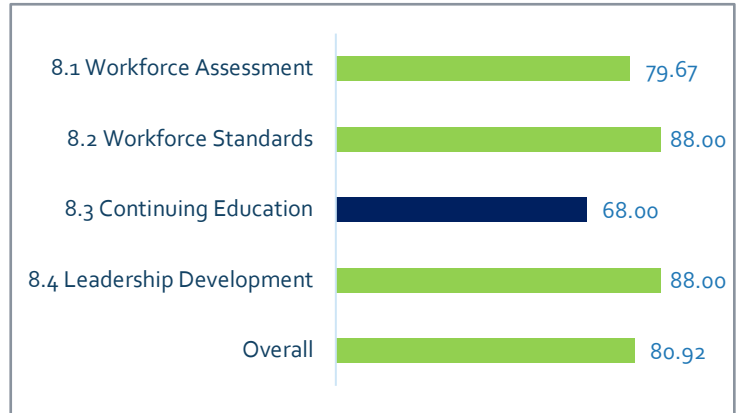 8.1 Workforce Assessment 79.67
8.2 Workforce Standards 88.00
8.3 Continuing Education 68.00
8.4 Leadership Development 88.00
Overall 80.92